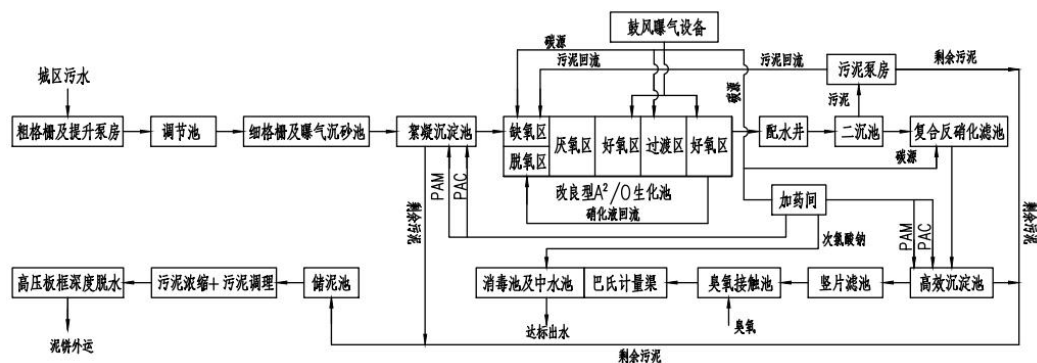 鼓风曝气设备
碳源
污泥回流
污泥回流
污泥泵房
剩余污泥
城区污水
碳源
污泥
粗格栅及提升泵房
调节池
细格栅及曝气沉砂池
絮凝沉淀池
缺氧区
脱氧区
厌氧区
好氧区
过渡区
好氧区
配水井
二沉池
复合反硝化滤池
碳源
改良型A²/O生化池
硝化液回流
PAM
PAC
加药间
剩余污泥
次氯酸钠
PAM
PAC
剩余污泥
高压板框深度脱水
污泥浓缩+污泥调理
储泥池
消毒池及中水池
巴氏计量渠
臭氧接触池
竖片滤池
高效沉淀池
泥饼外运
达标出水
臭氧
剩余污泥